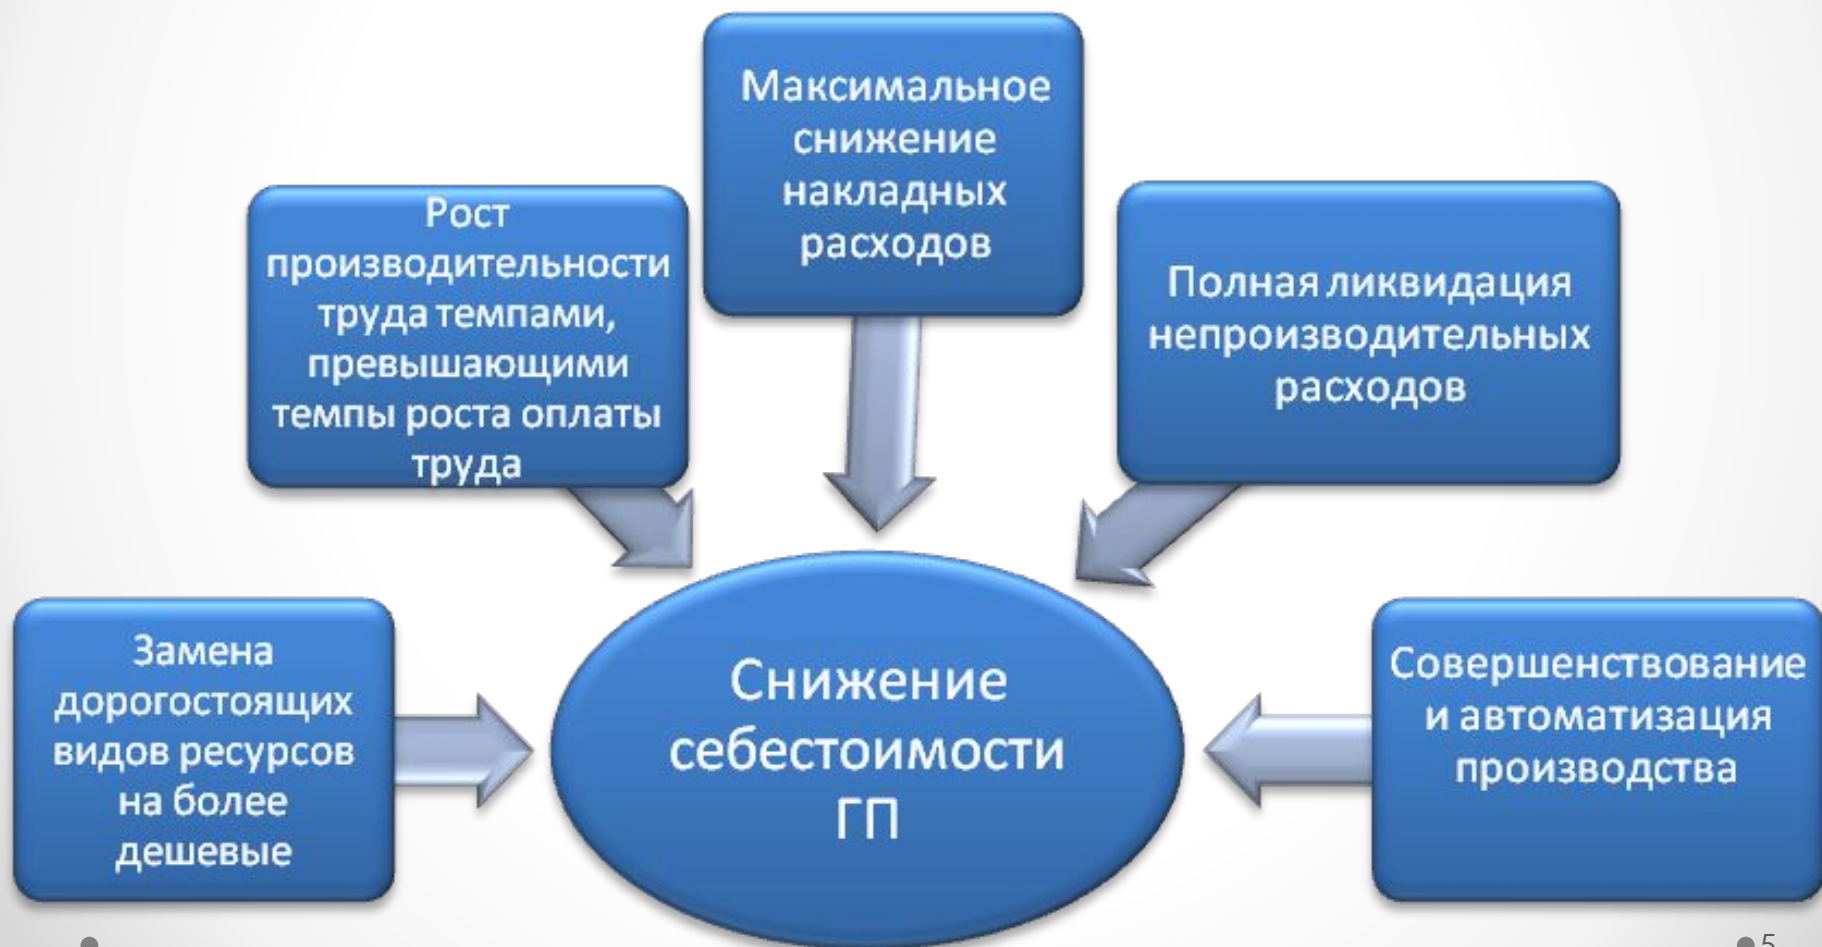 Максимальное
снижение
накладных
расходов
Рост
производительности
труда темпами,
превышающими
темпы роста оплаты
труда
Полная ликвидация
непроизводительных
расходов
Замена
дорогостоящих
видов ресурсов
на более
дешевые
Снижение
себестоимости
ГП
Совершенствование
и автоматизация
производства
5